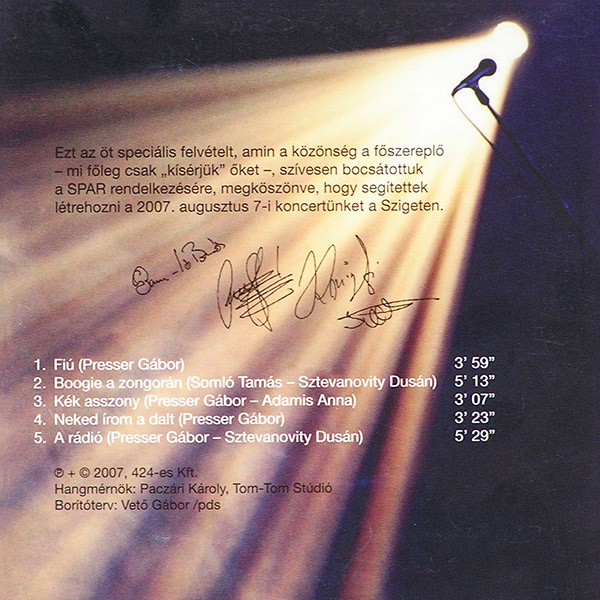 Ezt az öt speciális felvételt, amin a közönség a főszereplő
– mi főleg csak „kísérjük” őket –, szívesen bocsátottuk
a SPAR rendelkezésére, megköszönve, hogy segítettek
létrehozni a 2007. augusztus 7-i koncertünket a Szigeten.
1. Fiú (Presser Gábor) 3’ 59”
2. Boogie a zongorán (Somló Tamás – Sztevanovity Dusán) 5’ 13”
3. Kék asszony (Presser Gábor – Adamis Anna) 3’ 07”
4. Neked írom a dalt (Presser Gábor) 3’ 23”
5. A rádió (Presser Gábor – Sztevanovity Dusán) 5’ 29”
℗ + © 2007, 424-es Kft.
Hangmérnök: Paczári Károly, Tom-Tom Stúdió
Borítóterv: Vető Gábor /pds